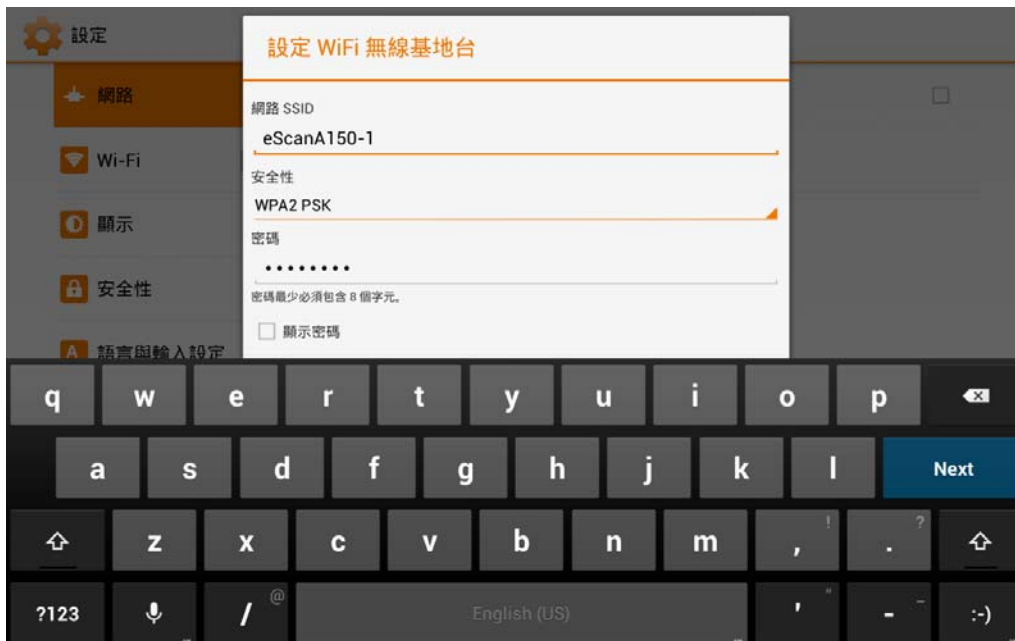 設定
設定 WiFi 無線基地台
網路
網路 SSID
eScanA150-1
Wi-Fi
安全性
WPA2 PSK
顯示
密碼
••••••••
安全性
密碼最少必須包含 8 個字元。
顯示密碼
語言與輸入設定
q w e r t y u i o p
a s d f g h j k l Next
z x c v b n m , ! . ?
?123 / @ English (US) ' " - _ :-)